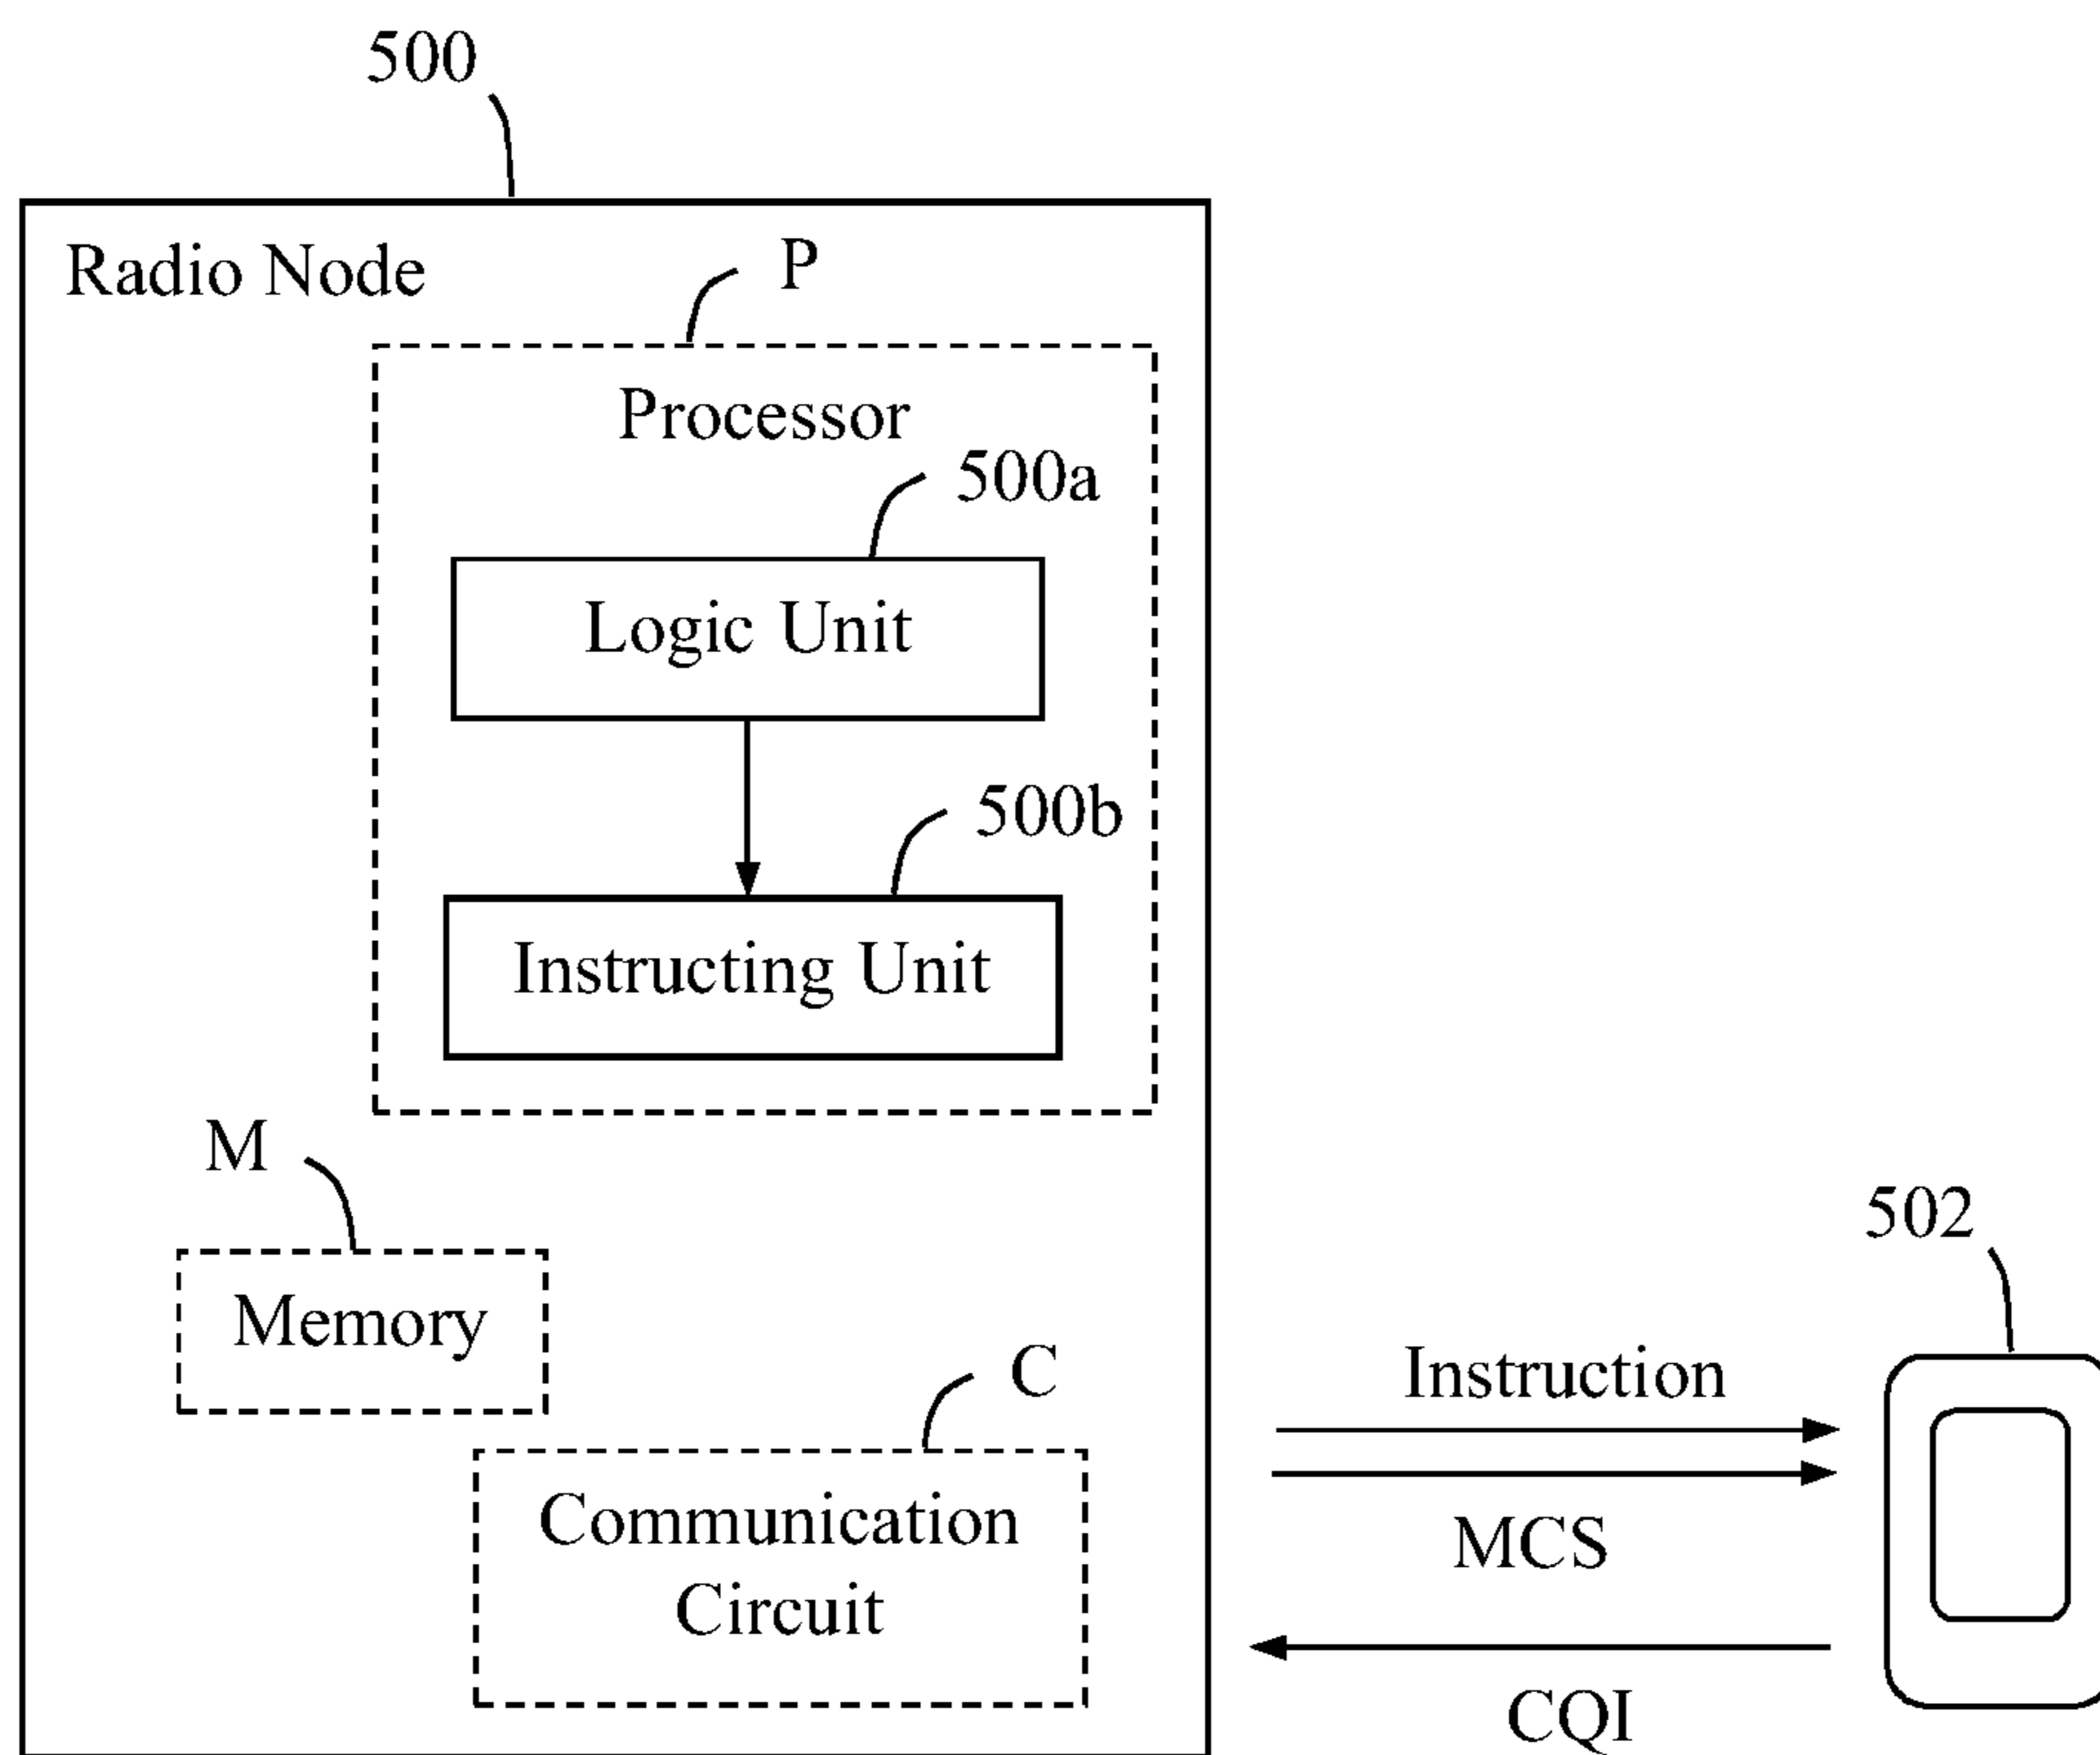 500
Radio Node
P
Processor
500a
Logic Unit
500b
Instructing Unit
M
Memory
C
Communication
Circuit
502
Instruction
MCS
CQI